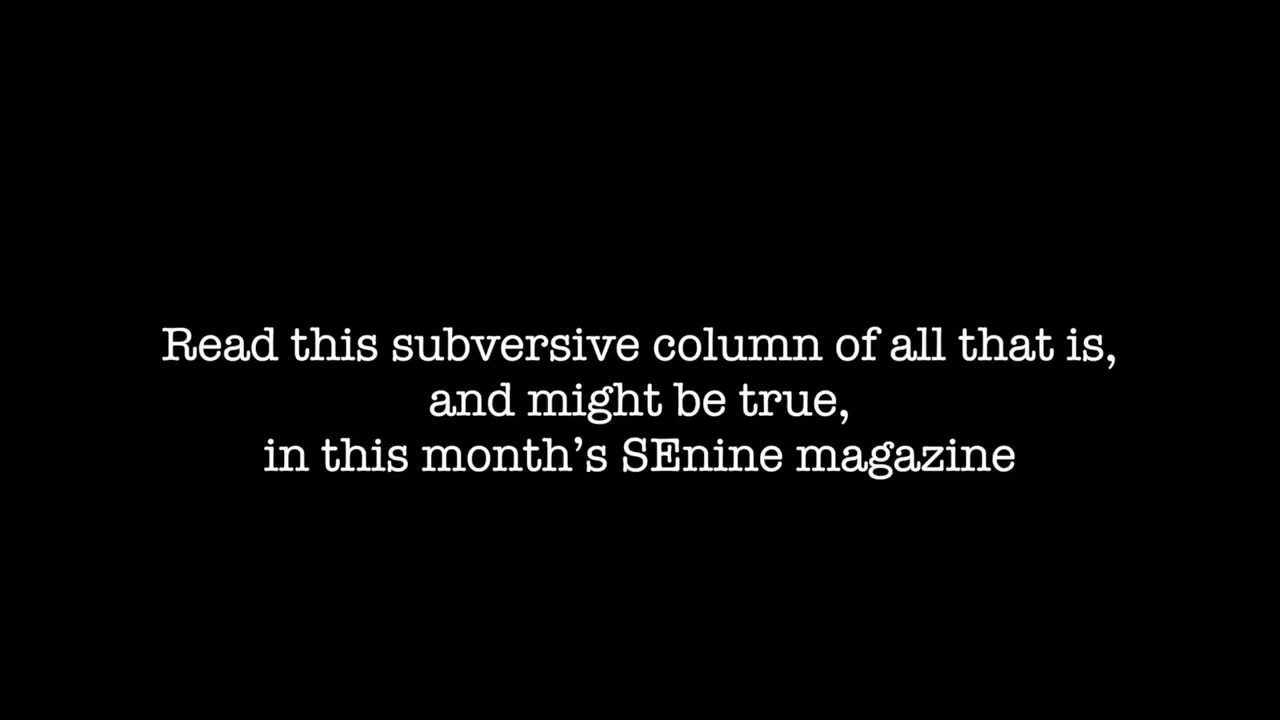 Read this subversive column of all that is,
and might be true,
in this month’s SEnine magazine